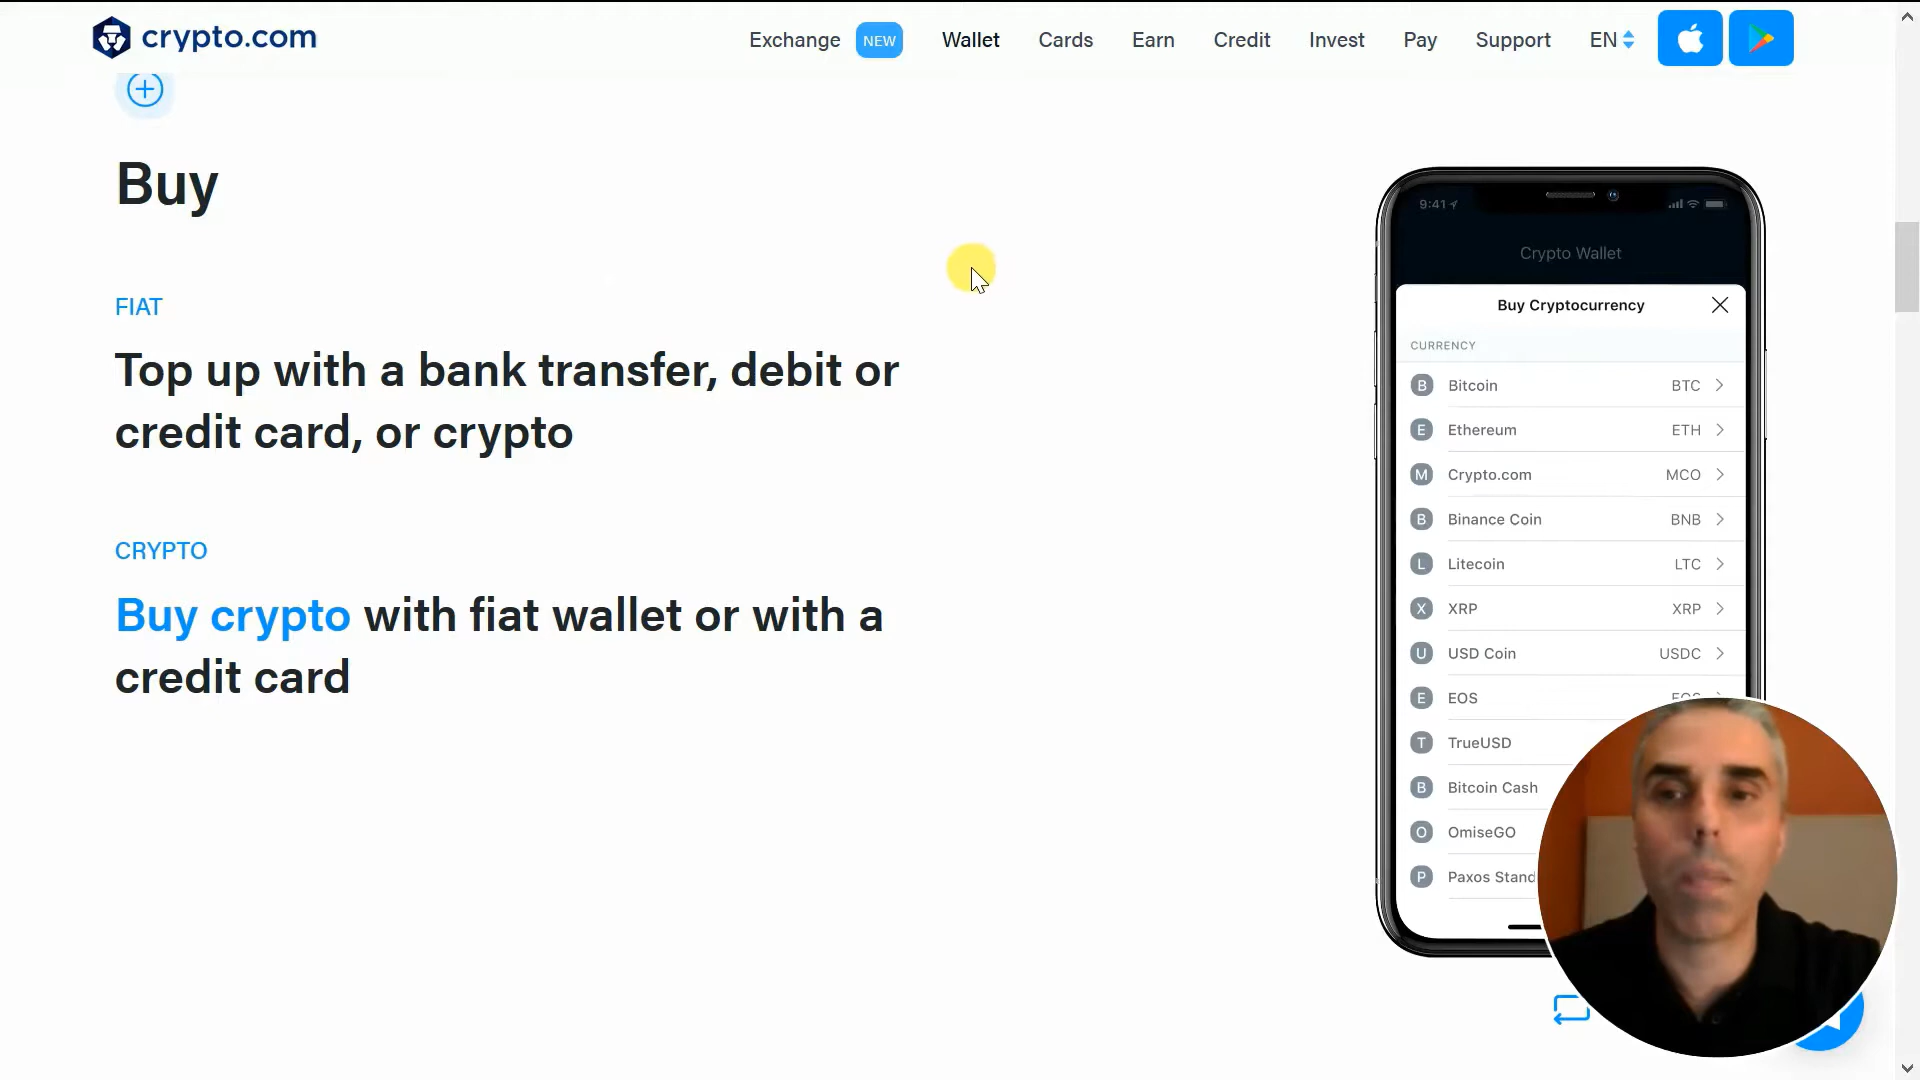 crypto.com
Exchange NEW Wallet Cards Earn Credit Invest Pay Support EN
Buy
FIAT
Top up with a bank transfer, debit or
credit card, or crypto
CRYPTO
Buy crypto with fiat wallet or with a
credit card
9:41
Crypto Wallet
Buy Cryptocurrency
CURRENCY
B Bitcoin BTC
E Ethereum ETH
M Crypto.com MCO
B Binance Coin BNB
L Litecoin LTC
X XRP XRP
U USD Coin USDC
E EOS EOS
T TrueUSD
B Bitcoin Cash
O OmiseGO
P Paxos Stand